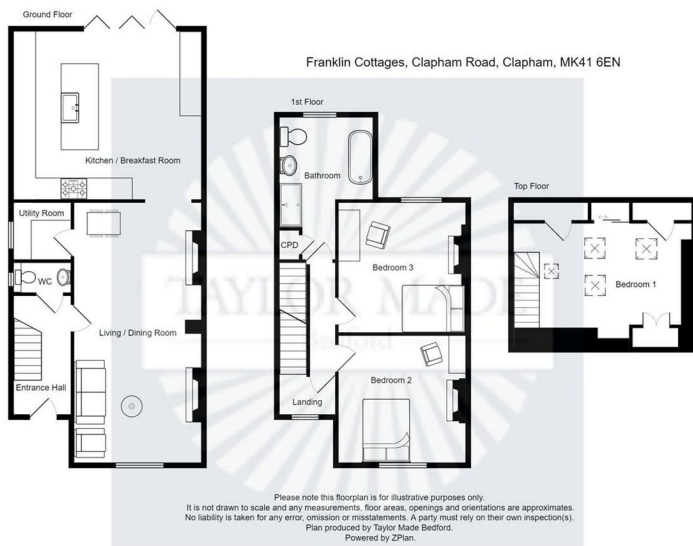 Ground Floor
Franklin Cottages, Clapham Road, Clapham, MK41 6EN
1st Floor
Kitchen / Breakfast Room
Bathroom
Top Floor
Utility Room
CPD
WC
Bedroom 3
Bedroom 1
TAYLOR MADE
Bedford
Living / Dining Room
Entrance Hall
Landing
Bedroom 2
Please note this floorplan is for illustrative purposes only.
It is not drawn to scale and any measurements, floor areas, openings and orientations are approximates.
No liability is taken for any error, omission or misstatements. A party must rely on their own inspection(s).
Plan produced by Taylor Made Bedford.
Powered by ZPlan.